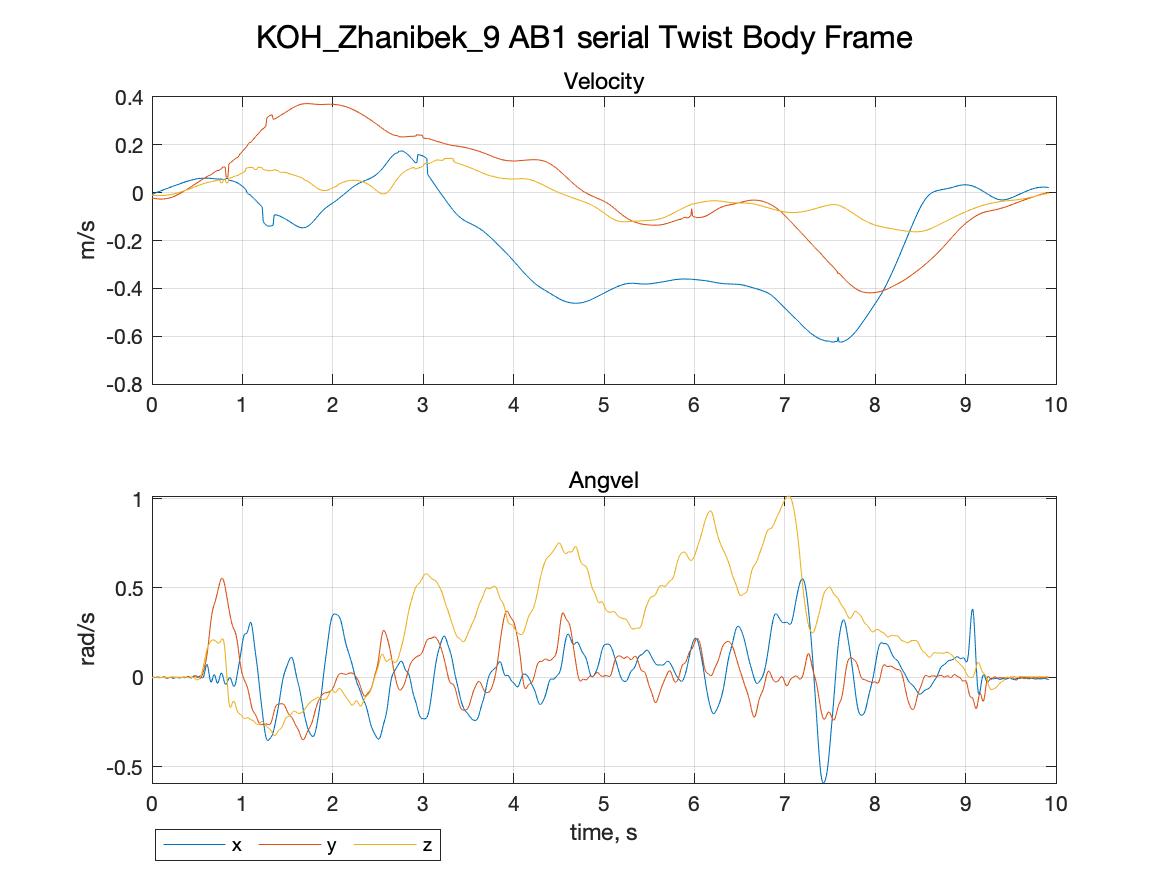 KOH_Zhanibek_9 AB1 serial Twist Body Frame
Velocity
0.4
0.2
0
-0.2
-0.4
-0.6
-0.8
m/s
0 1 2 3 4 5 6 7 8 9 10
Angvel
1
0.5
0
-0.5
rad/s
0 1 2 3 4 5 6 7 8 9 10
time, s
x y z